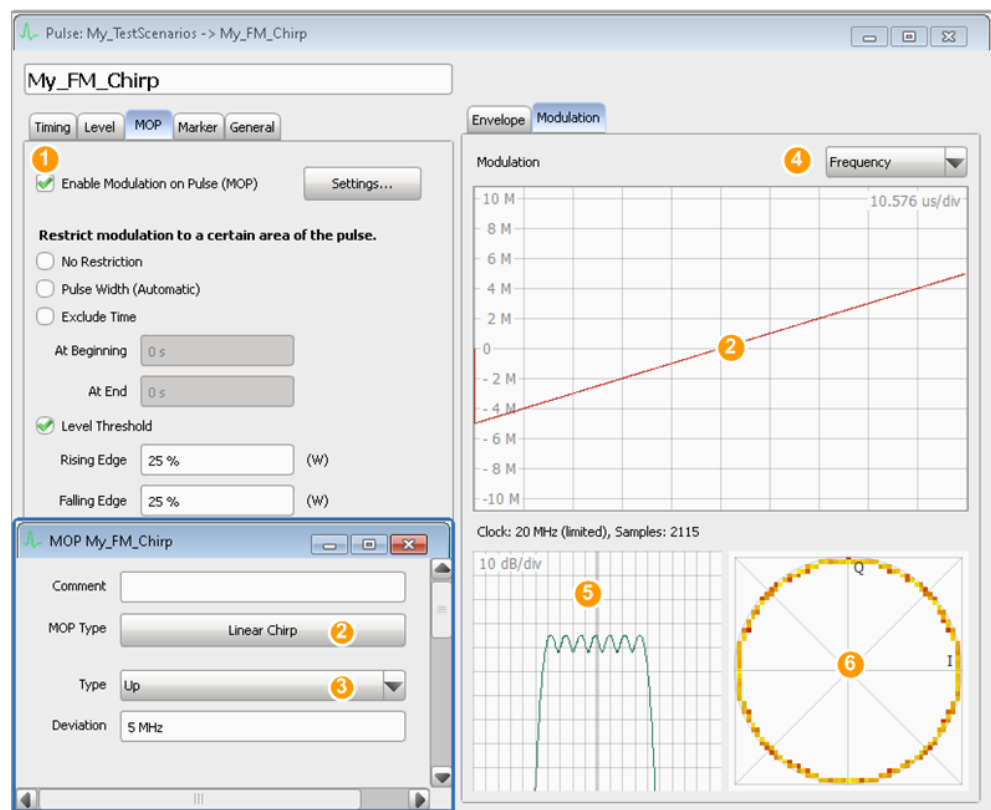 Pulse: My_TestScenarios -> My_FM_Chirp
My_FM_Chirp
Timing Level MOP Marker General
1
Enable Modulation on Pulse (MOP) Settings...
Restrict modulation to a certain area of the pulse.
No Restriction
Pulse Width (Automatic)
Exclude Time
At Beginning 0 s
At End 0 s
Level Threshold
Rising Edge 25 % (W)
Falling Edge 25 % (W)
MOP My_FM_Chirp
Comment
MOP Type Linear Chirp 2
Type Up 3
Deviation 5 MHz
Envelope Modulation
Modulation 4 Frequency
10 M 10.576 us/div
8 M
6 M
4 M
2 M
0 2
- 2 M
- 4 M
- 6 M
- 8 M
-10 M
Clock: 20 MHz (limited), Samples: 2115
10 dB/div
5
Q
I
6